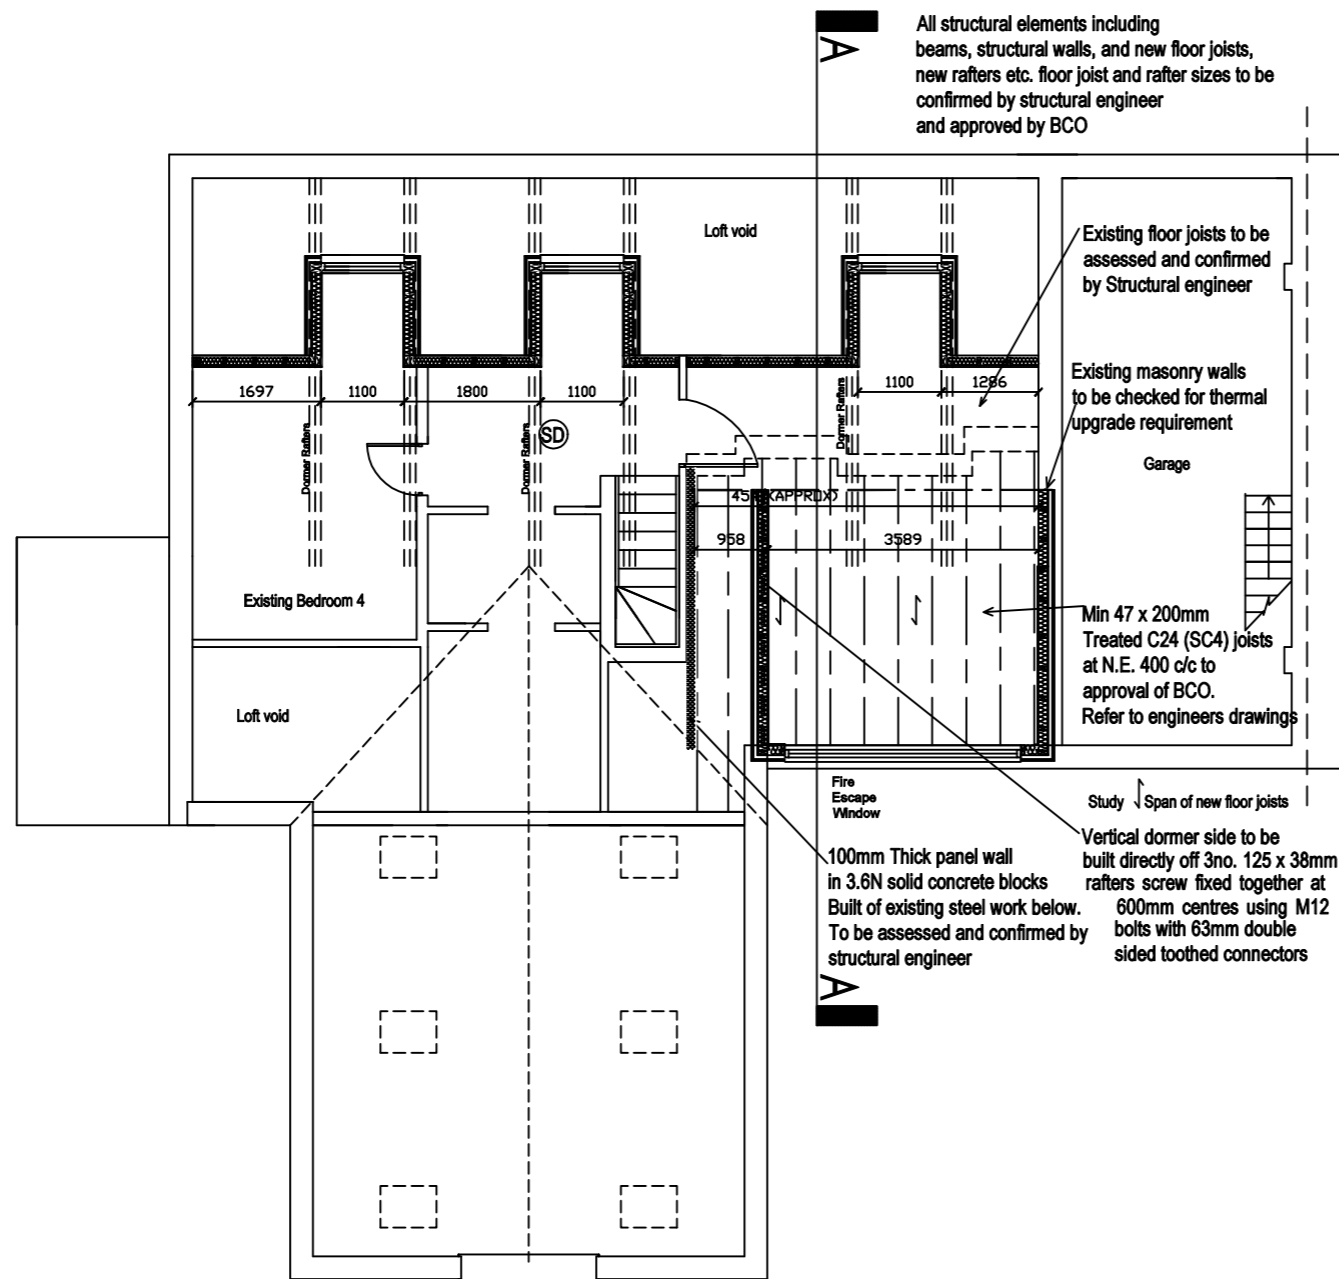 A
All structural elements including
beams, structural walls, and new floor joists,
new rafters etc. floor joist and rafter sizes to be
confirmed by structural engineer
and approved by BCO
Loft void
Existing floor joists to be
assessed and confirmed
by Structural engineer
Existing masonry walls
to be checked for thermal
upgrade requirement
Garage
1697
1100
1800
1100
1100
1286
Dormer Rafters
Dormer Rafters
Dormer Rafters
SD
(APPROX)
958
3589
Existing Bedroom 4
Loft void
Min 47 x 200mm
Treated C24 (SC4) joists
at N.E. 400 c/c to
approval of BCO.
Refer to engineers drawings
Fire
Escape
Window
Study
Span of new floor joists
100mm Thick panel wall
in 3.6N solid concrete blocks
Built of existing steel work below.
To be assessed and confirmed by
structural engineer
Vertical dormer side to be
built directly off 3no. 125 x 38mm
rafters screw fixed together at
600mm centres using M12
bolts with 63mm double
sided toothed connectors
A